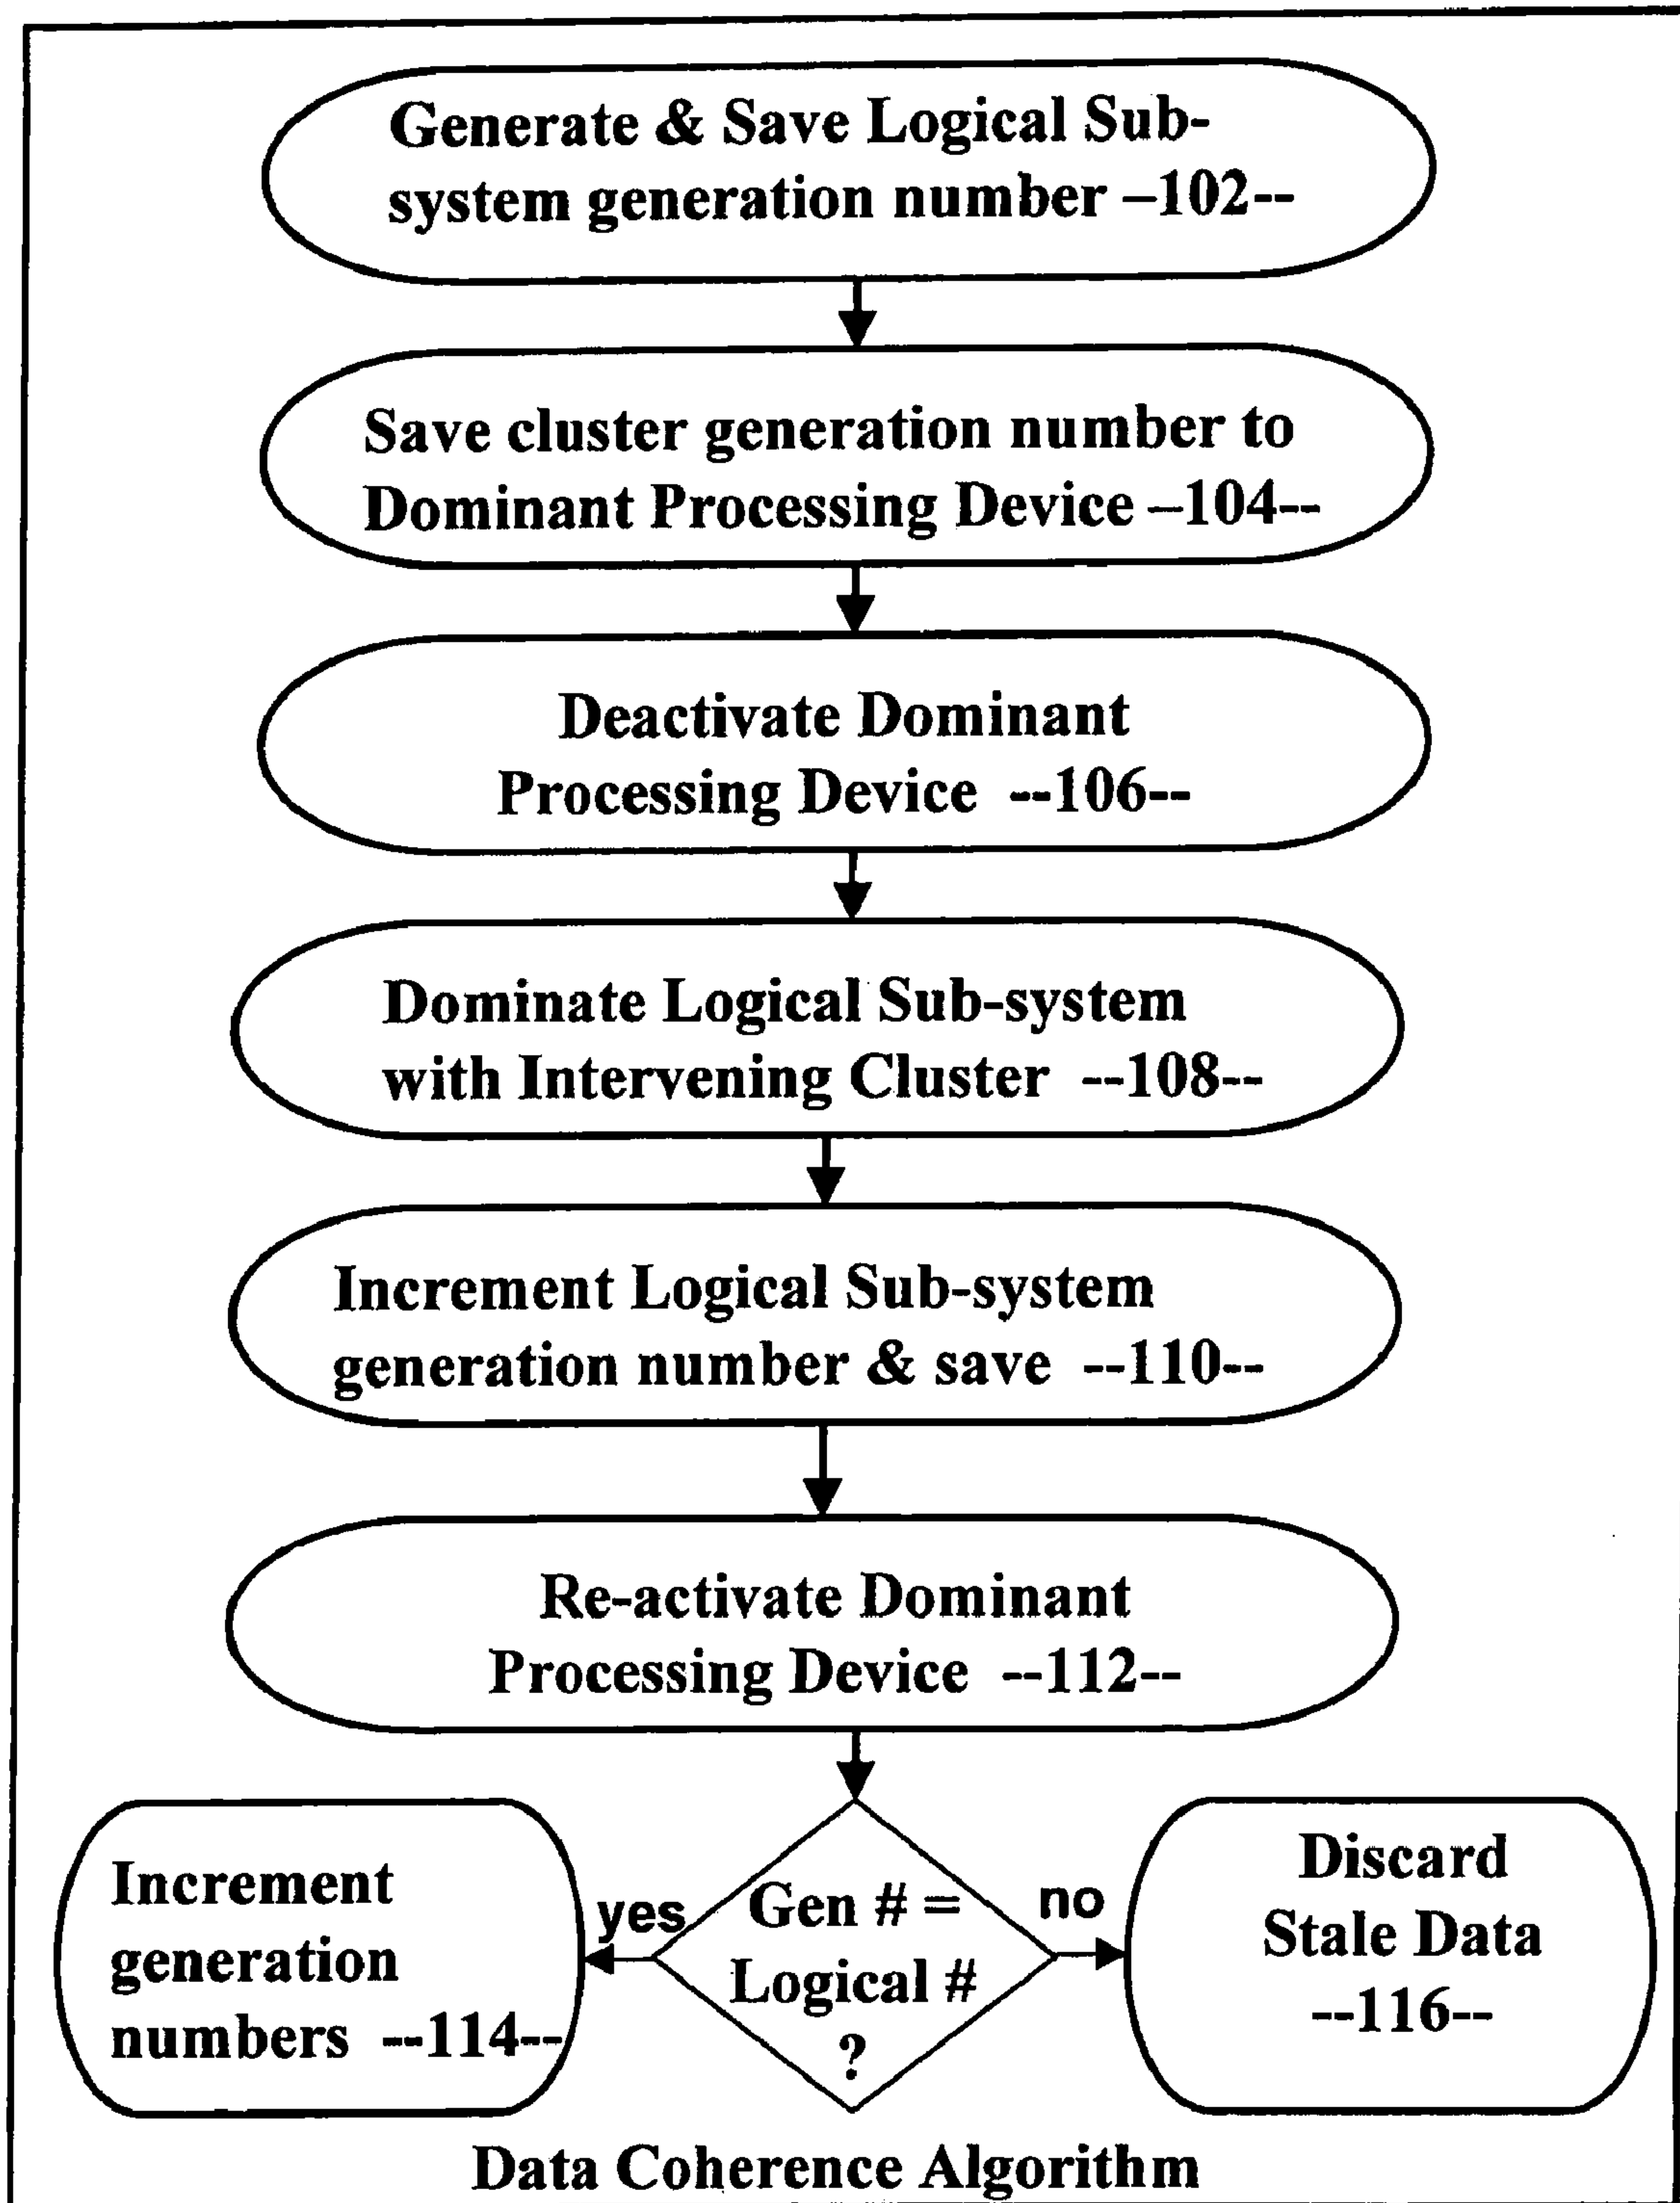 Generate & Save Logical Sub-
system generation number –102--
Save cluster generation number to
Dominant Processing Device –104--
Deactivate Dominant
Processing Device --106--
Dominate Logical Sub-system
with Intervening Cluster --108--
Increment Logical Sub-system
generation number & save --110--
Re-activate Dominant
Processing Device --112--
Increment
generation
numbers --114--
yes
Gen # =
Logical #
?
no
Discard
Stale Data
--116--
Data Coherence Algorithm